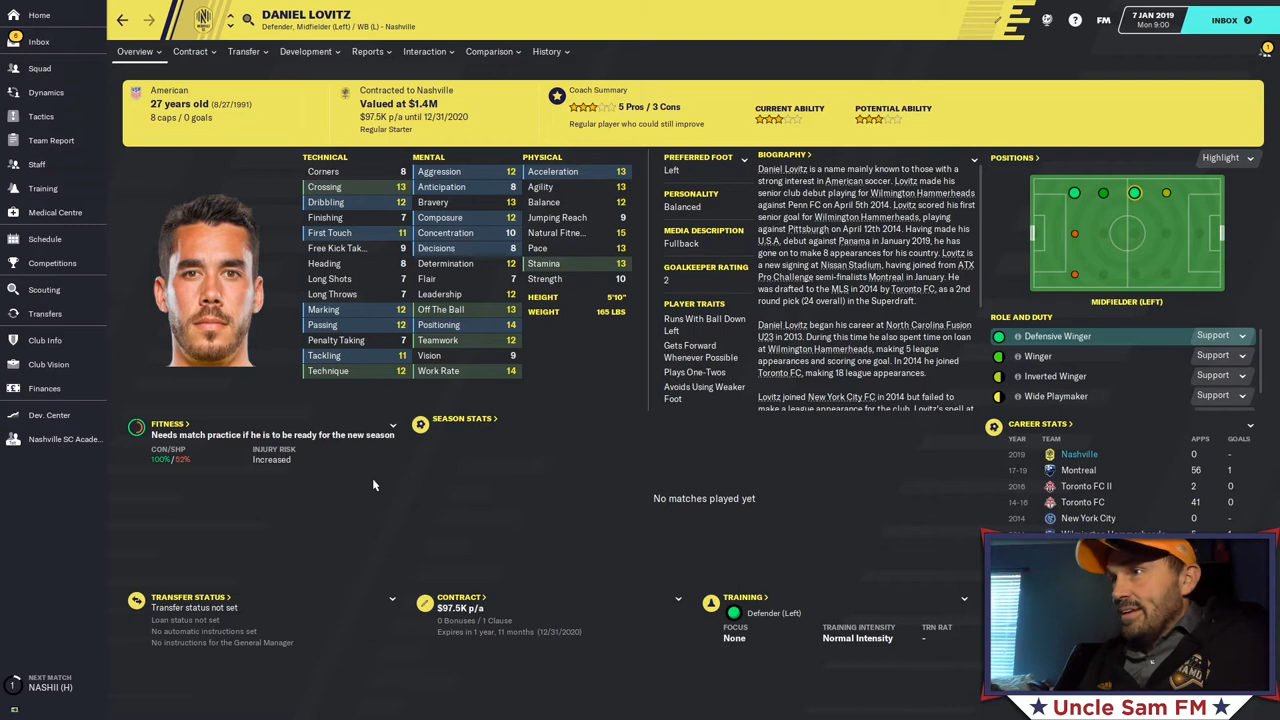 Home
6
Inbox
Squad
Dynamics
Tactics
Team Report
Staff
Training
Medical Centre
Schedule
Competitions
Scouting
Transfers
Club Info
Club Vision
Finances
Dev. Center
Nashville SC Acade...
NEXT MATCH
NASHII (H)
DANIEL LOVITZ
Defender, Midfielder (Left) / WB (L) - Nashville
FM
7 JAN 2019
Mon 9:00
INBOX
Overview
Contract
Transfer
Development
Reports
Interaction
Comparison
History
1
American
27 years old (8/27/1991)
8 caps / 0 goals
Contracted to Nashville
Valued at $1.4M
$97.5K p/a until 12/31/2020
Regular Starter
Coach Summary
5 Pros / 3 Cons
Regular player who could still improve
CURRENT ABILITY
POTENTIAL ABILITY
TECHNICAL
Corners 8
Crossing 13
Dribbling 12
Finishing 7
First Touch 11
Free Kick Tak... 9
Heading 8
Long Shots 7
Long Throws 7
Marking 12
Passing 12
Penalty Taking 7
Tackling 11
Technique 12
MENTAL
Aggression 12
Anticipation 8
Bravery 13
Composure 12
Concentration 10
Decisions 8
Determination 12
Flair 7
Leadership 12
Off The Ball 13
Positioning 14
Teamwork 12
Vision 9
Work Rate 14
PHYSICAL
Acceleration 13
Agility 13
Balance 12
Jumping Reach 9
Natural Fitne... 15
Pace 13
Stamina 13
Strength 10
HEIGHT 5'10"
WEIGHT 165 LBS
PREFERRED FOOT
Left
PERSONALITY
Balanced
MEDIA DESCRIPTION
Fullback
GOALKEEPER RATING
2
PLAYER TRAITS
Runs With Ball Down
Left
Gets Forward
Whenever Possible
Plays One-Twos
Avoids Using Weaker
Foot
BIOGRAPHY >
Daniel Lovitz is a name mainly known to those with a
strong interest in American soccer. Lovitz made his
senior club debut playing for Wilmington Hammerheads
against Penn FC on April 5th 2014. Lovitz scored his first
senior goal for Wilmington Hammerheads, playing
against Pittsburgh on April 12th 2014. Having made his
U.S.A. debut against Panama in January 2019, he has
gone on to make 8 appearances for his country. Lovitz is
a new signing at Nissan Stadium, having joined from ATX
Pro Challenge semi-finalists Montreal in January. He
was drafted to the MLS in 2014 by Toronto FC, as a 2nd
round pick (24 overall) in the Superdraft.
Daniel Lovitz began his career at North Carolina Fusion
U23 in 2013. During this time he also spent time on loan
at Wilmington Hammerheads, making 5 league
appearances and scoring one goal. In 2014 he joined
Toronto FC, making 18 league appearances.
Lovitz joined New York City FC in 2014 but failed to
make a league appearance for the club. Lovitz's spell at
POSITIONS >
Highlight
MIDFIELDER (LEFT)
ROLE AND DUTY
Defensive Winger Support
Winger Support
Inverted Winger Support
Wide Playmaker Support
FITNESS >
Needs match practice if he is to be ready for the new season
CON/SHP
100% / 52%
INJURY RISK
Increased
SEASON STATS >
No matches played yet
CAREER STATS >
YEAR TEAM APPS GOALS
2019 Nashville 0 -
17-19 Montreal 56 1
2016 Toronto FC II 2 0
14-16 Toronto FC 41 0
2014 New York City 0 -
TRANSFER STATUS >
Transfer status not set
Loan status not set
No automatic instructions set
No instructions for the General Manager
CONTRACT >
$97.5K p/a
0 Bonuses / 1 Clause
Expires in 1 year, 11 months (12/31/2020)
TRAINING >
Defender (Left)
FOCUS
None
TRAINING INTENSITY
Normal Intensity
TRN RAT
-
Uncle Sam FM